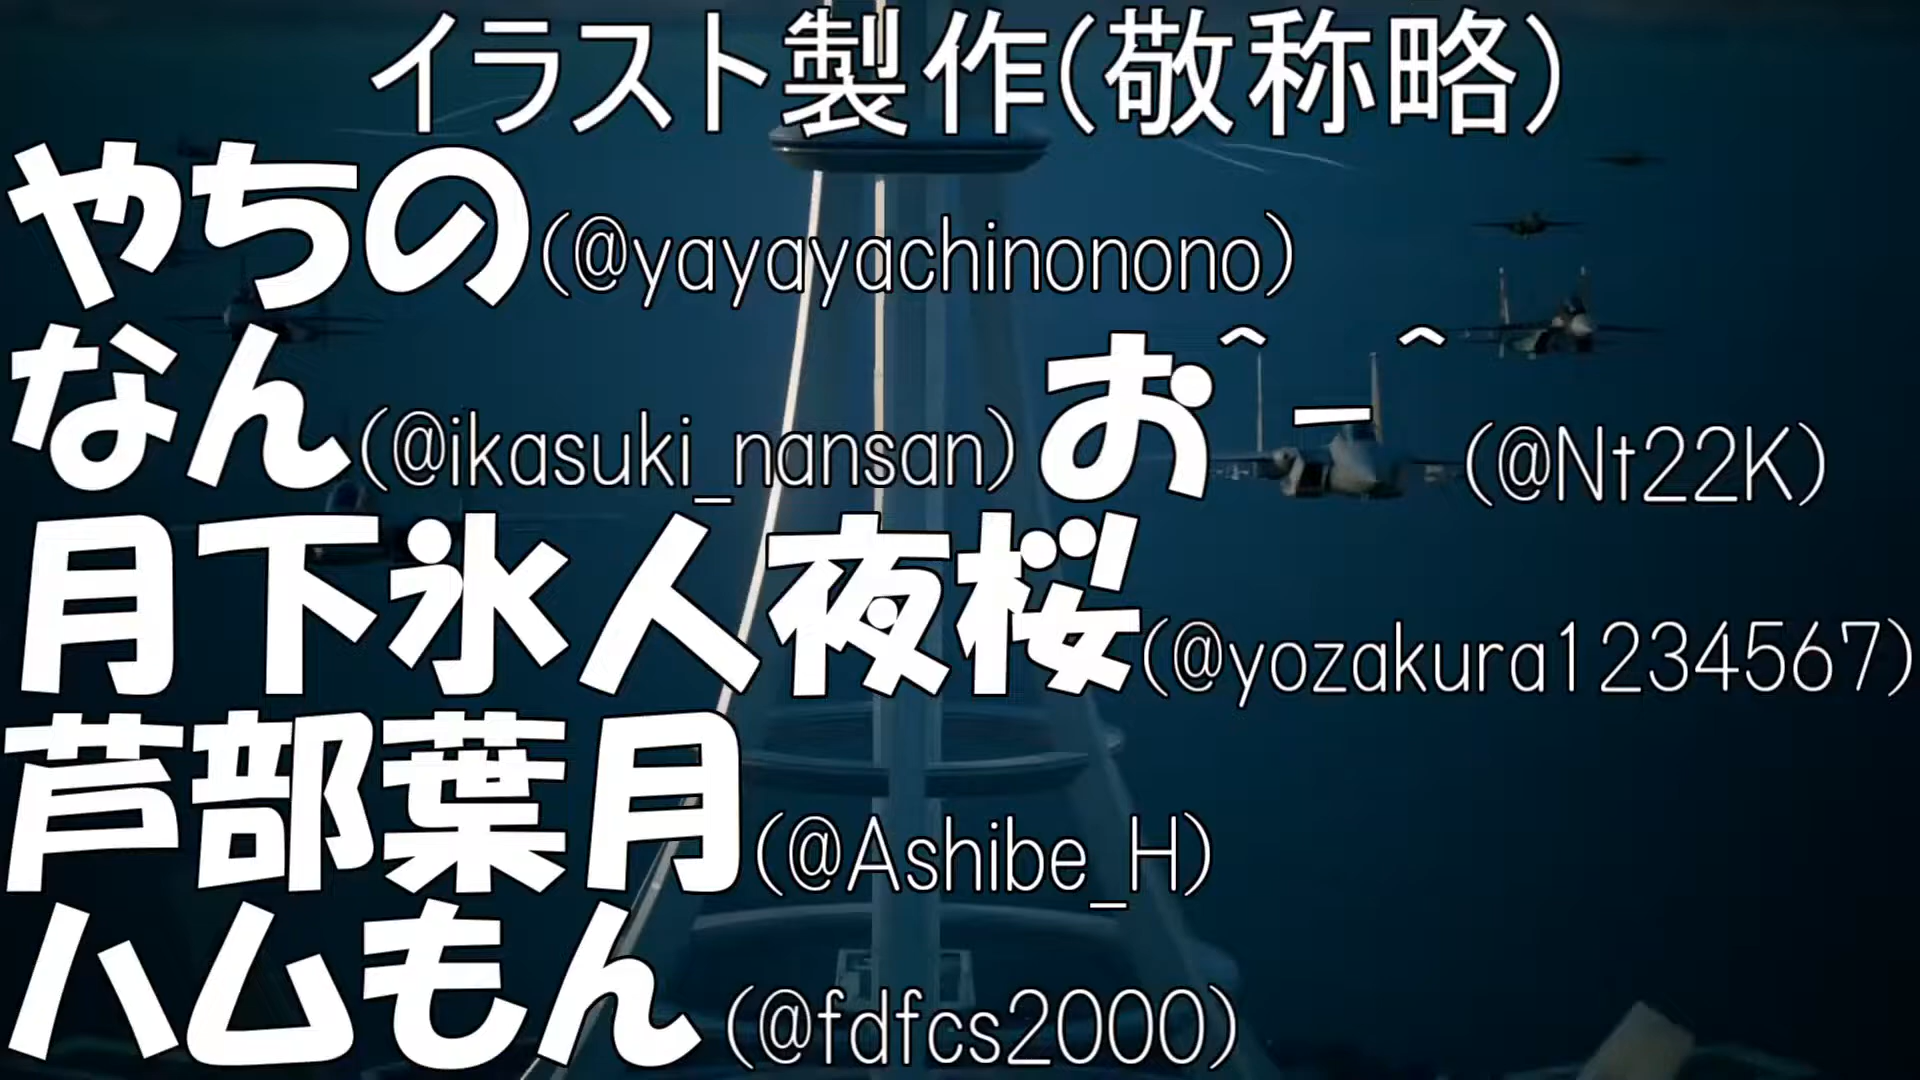 イラスト製作(敬称略)
やちの(@yayayachinonono)
なん(@ikasuki_nansan) お^-^(@Nt22K)
月下氷人夜桜(@yozakura1234567)
芦部葉月(@Ashibe_H)
ハムもん(@fdfcs2000)